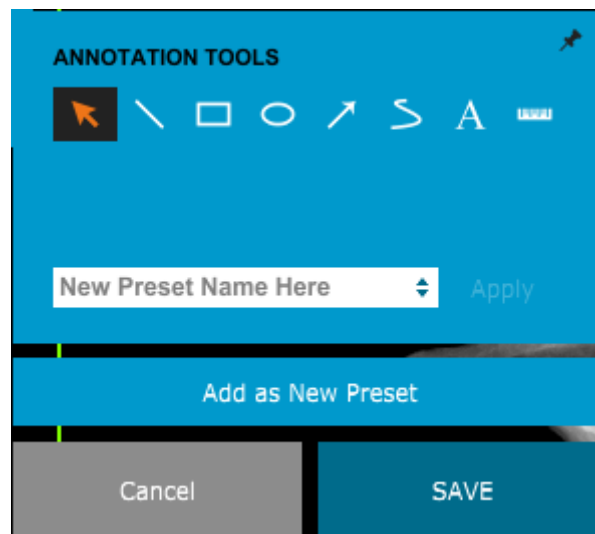 ANNOTATION TOOLS
A
New Preset Name Here
Apply
Add as New Preset
Cancel
SAVE